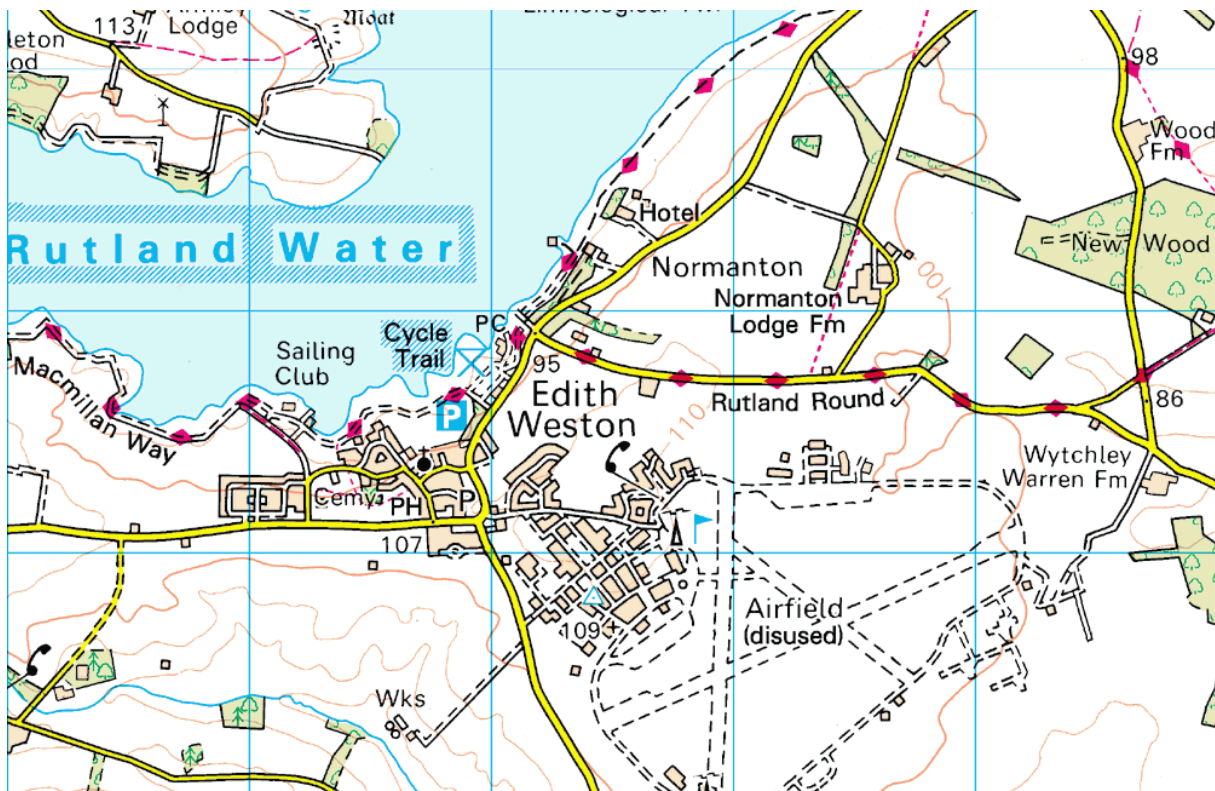 113
Lodge
Moat
98
Wood
Fm
Hotel
New Wood
Rutland Water
Normanton
Normanton
Lodge Fm
100
PC
Cycle
Trail
Sailing
Club
95
Macmillan Way
Edith
Weston
Rutland Round
86
P
110
Wytchley
Warren Fm
Cemy
PH
P
107
Airfield
(disused)
109
Wks